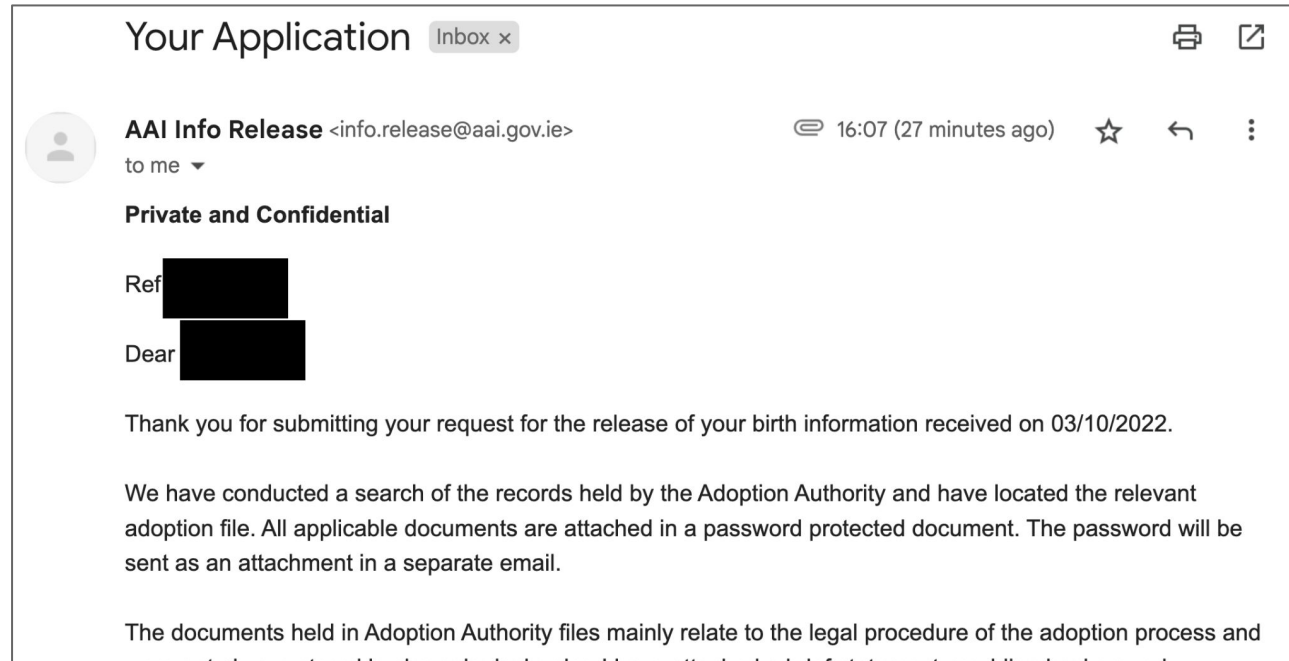 Your Application Inbox ×
AAI Info Release <info.release@aai.gov.ie> 16:07 (27 minutes ago)
to me
Private and Confidential
Ref
Dear
Thank you for submitting your request for the release of your birth information received on 03/10/2022.
We have conducted a search of the records held by the Adoption Authority and have located the relevant
adoption file. All applicable documents are attached in a password protected document. The password will be
sent as an attachment in a separate email.
The documents held in Adoption Authority files mainly relate to the legal procedure of the adoption process and